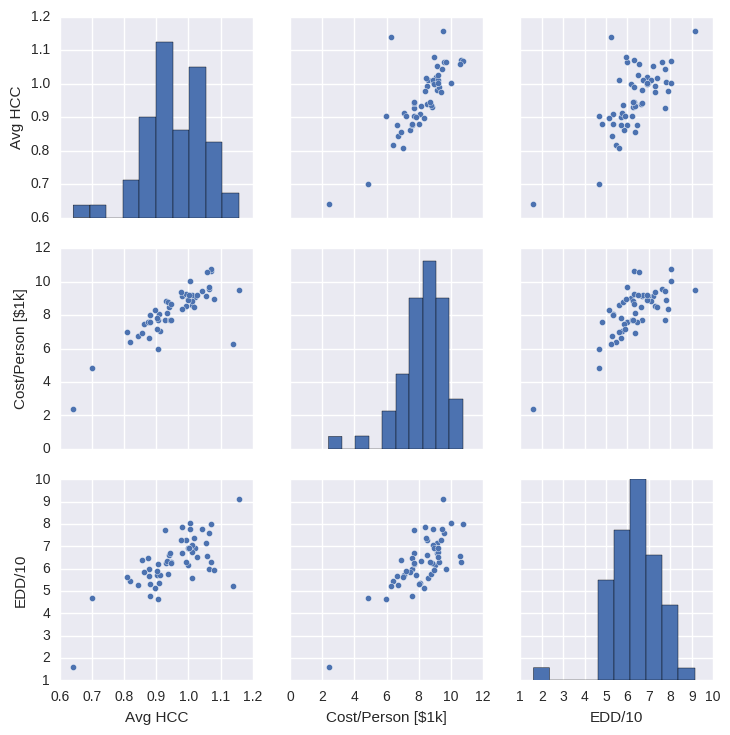 1.2
1.1
1.0
0.9
0.8
0.7
0.6
Avg HCC
12
10
8
6
4
2
0
Cost/Person [$1k]
10
9
8
7
6
5
4
3
2
1
EDD/10
0.6 0.7 0.8 0.9 1.0 1.1 1.2
0 2 4 6 8 10 12
1 2 3 4 5 6 7 8 9 10
Avg HCC
Cost/Person [$1k]
EDD/10